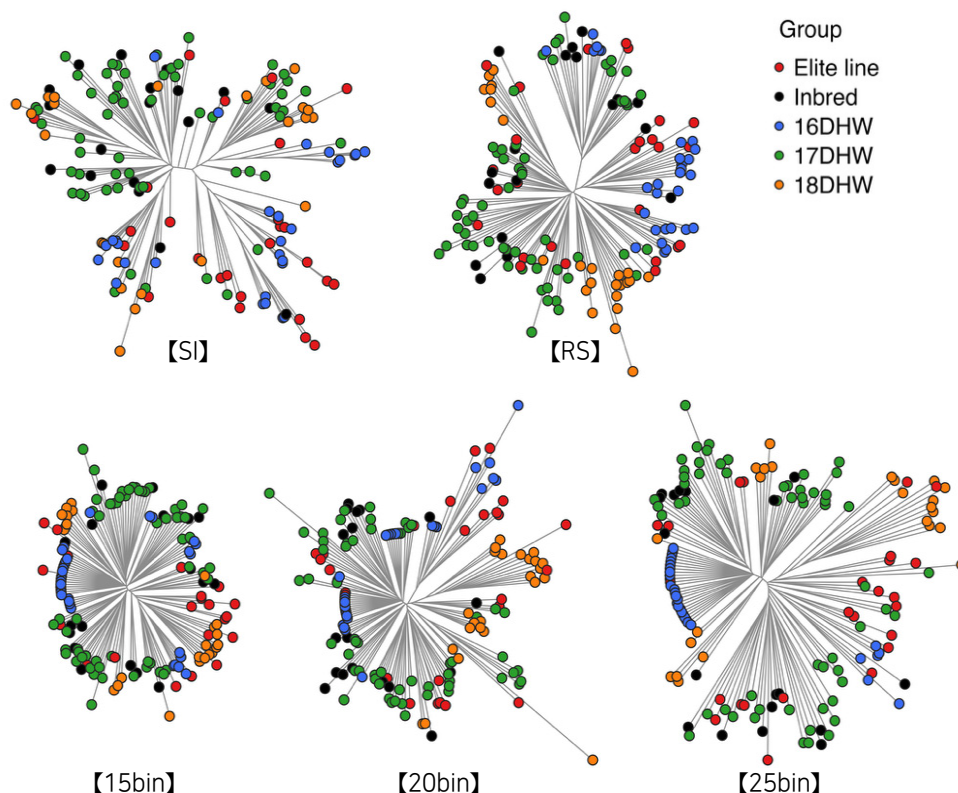 Group
Elite line
Inbred
16DHW
17DHW
18DHW
【SI】
【RS】
【15bin】
【20bin】
【25bin】